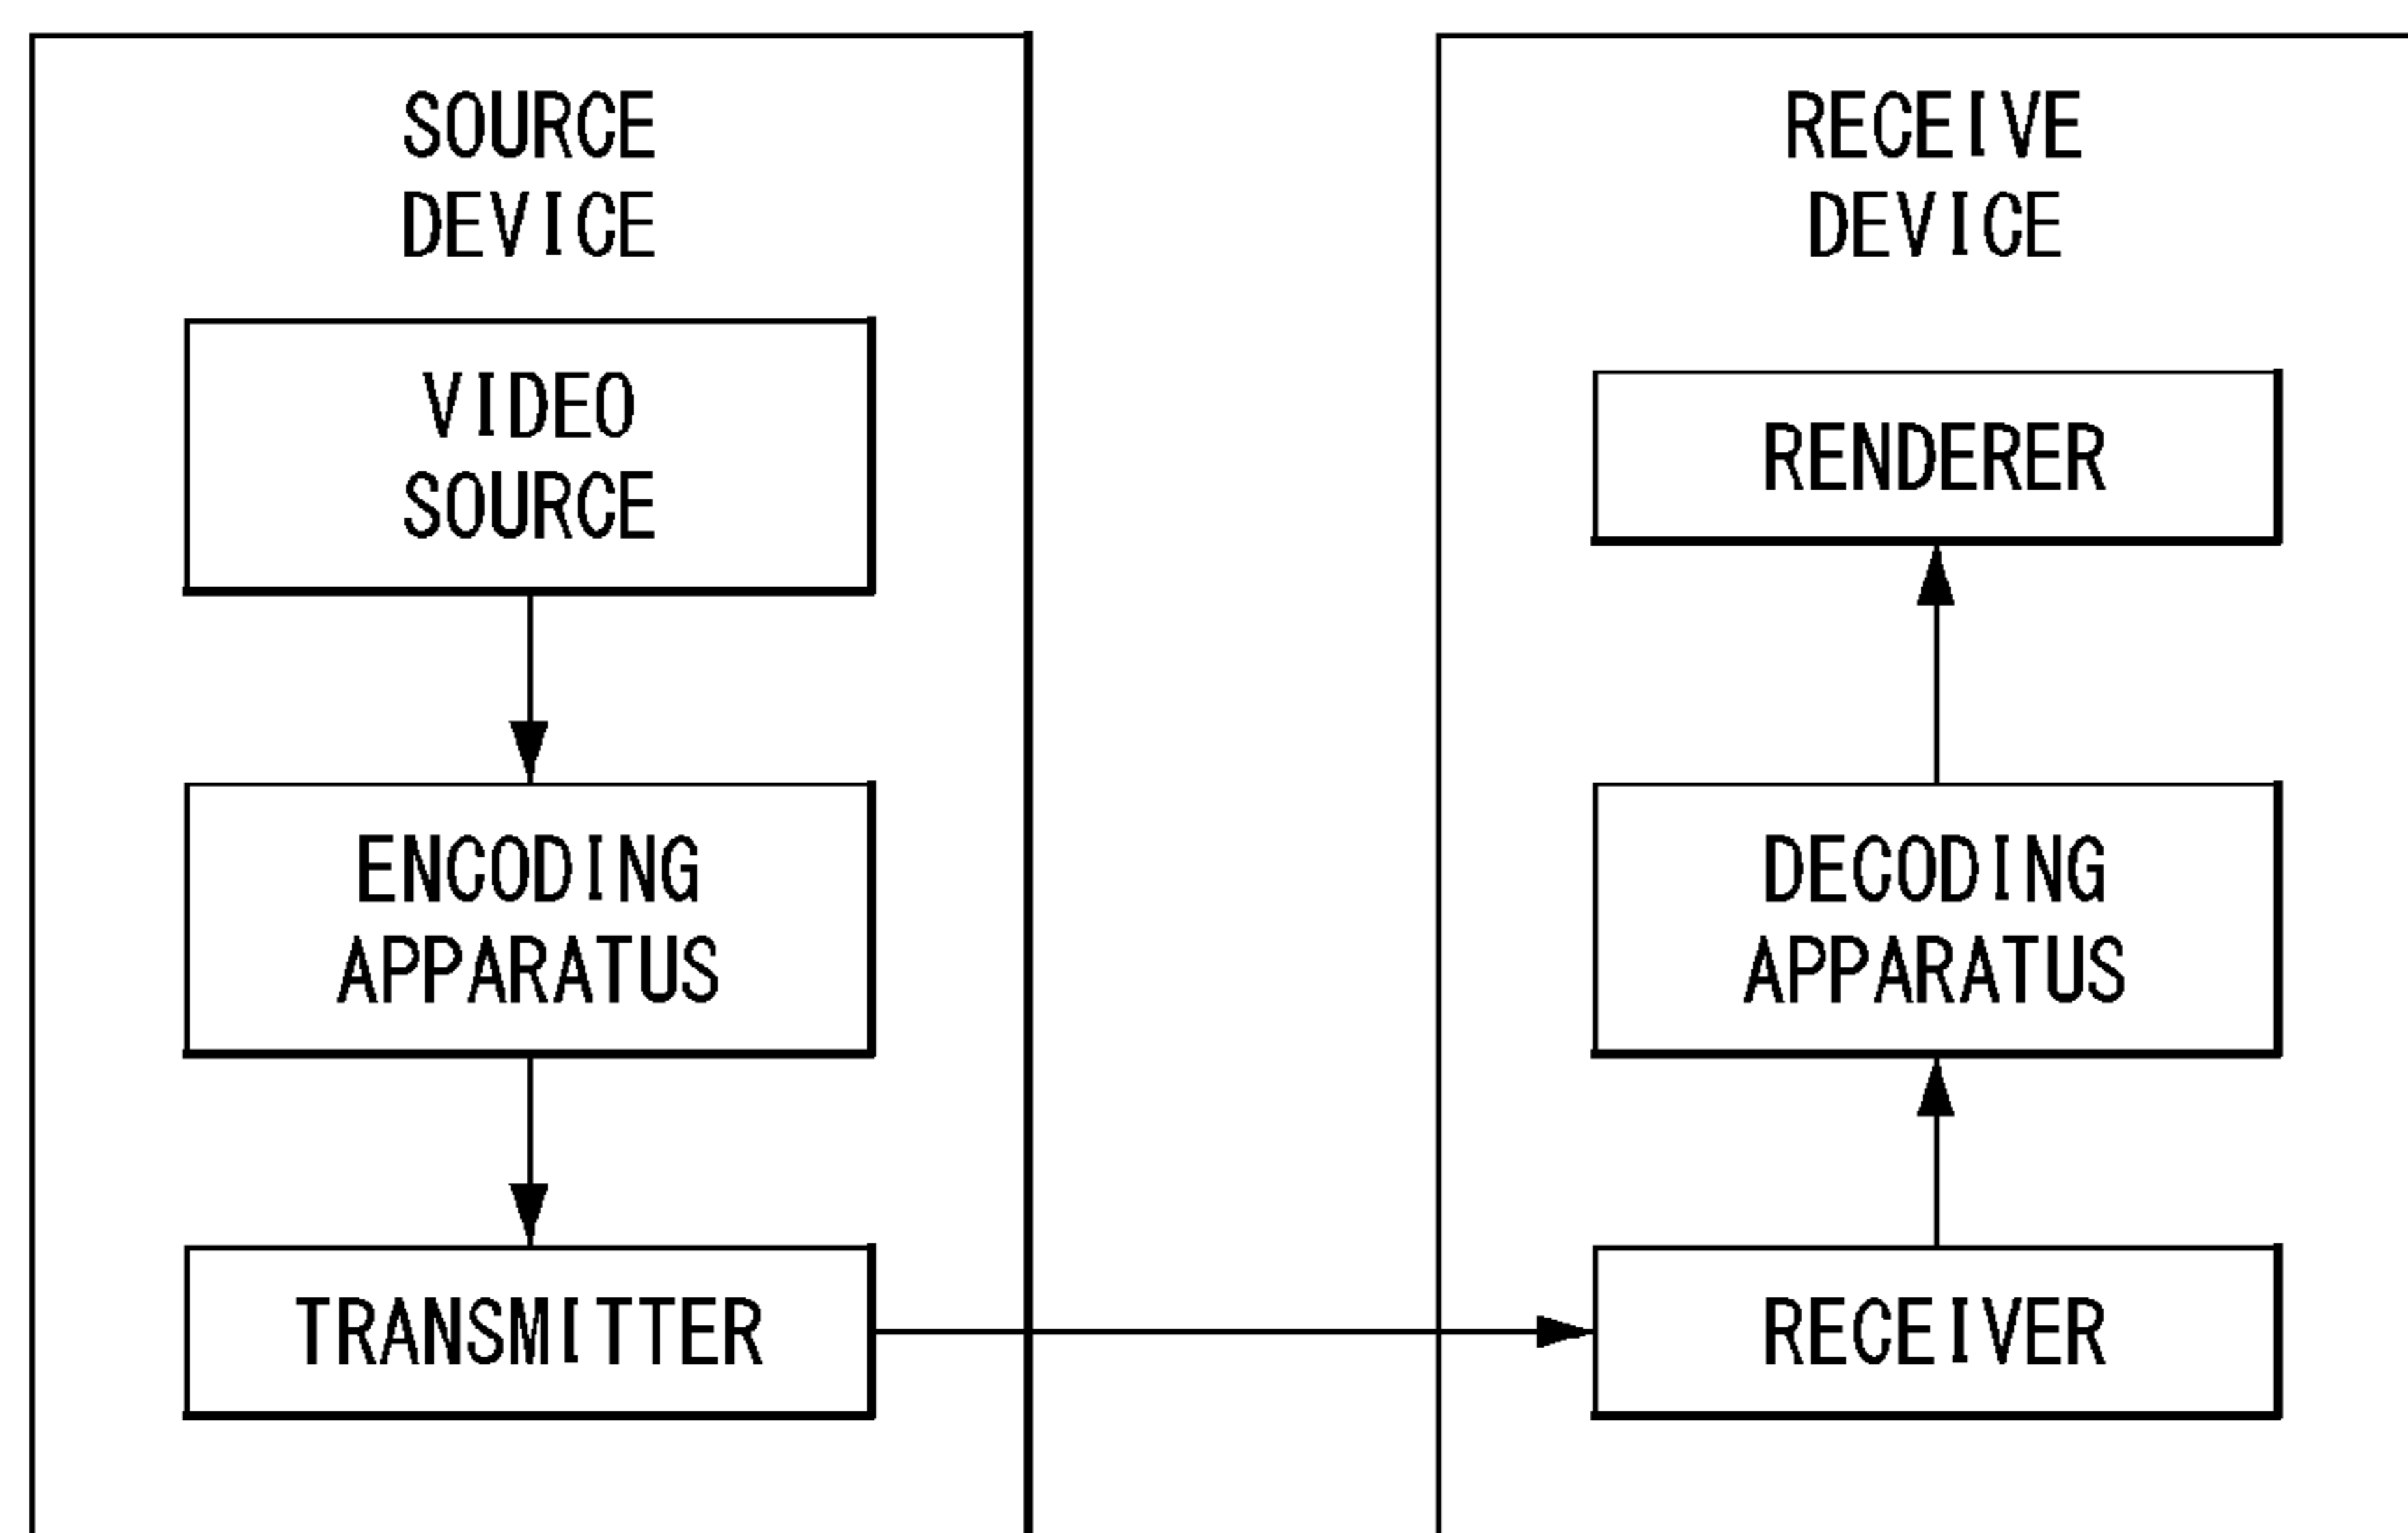 SOURCE
DEVICE
VIDEO
SOURCE
ENCODING
APPARATUS
TRANSMITTER
RECEIVE
DEVICE
RENDERER
DECODING
APPARATUS
RECEIVER